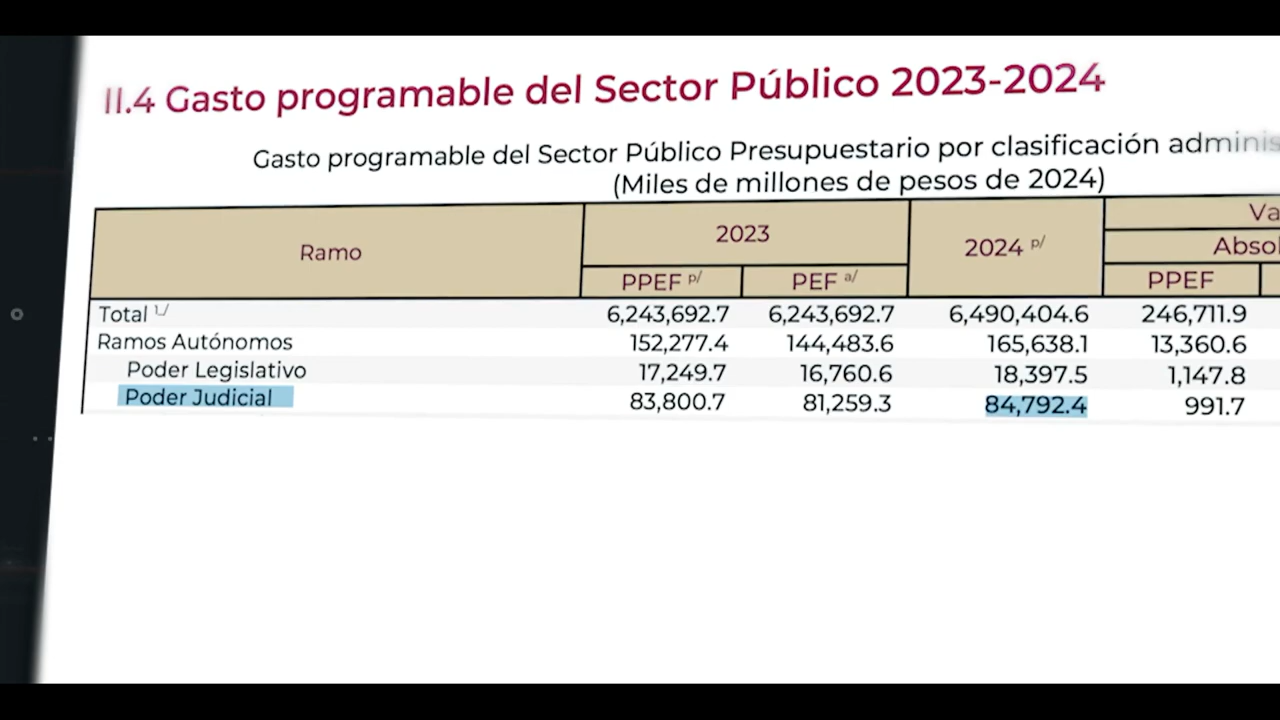 II.4 Gasto programable del Sector Público 2023-2024
Gasto programable del Sector Público Presupuestario por clasificación
(Miles de millones de pesos de 2024)
Ramo 2023 2024 p/
PPEF p/ PEF a/ PPEF
Total 1_/ 6,243,692.7 6,243,692.7 6,490,404.6 246,711.9
Ramos Autónomos 152,277.4 144,483.6 165,638.1 13,360.6
Poder Legislativo 17,249.7 16,760.6 18,397.5 1,147.8
Poder Judicial 83,800.7 81,259.3 84,792.4 991.7